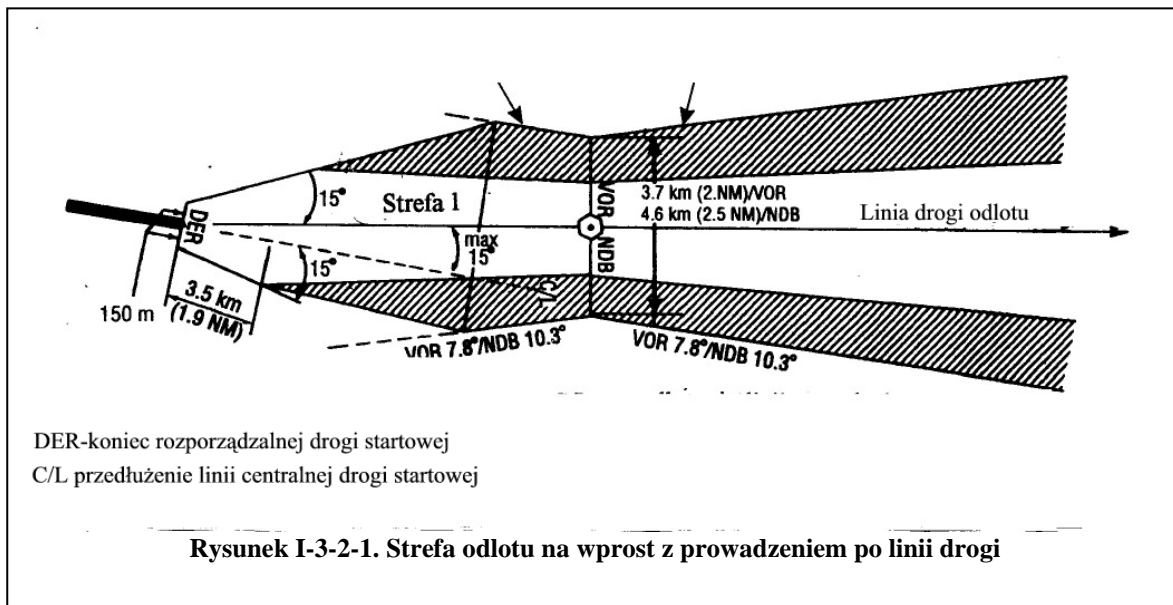 15°
Strefa 1
DER
15°
max
15°
C/L
VOR
NDB
3.7 km (2.NM)/VOR
4.6 km (2.5 NM)/NDB
Linia drogi odlotu
150 m
3.5 km
(1.9 NM)
VOR 7.8°/NDB 10.3°
VOR 7.8°/NDB 10.3°
DER-koniec rozporządzalnej drogi startowej
C/L przedłużenie linii centralnej drogi startowej
Rysunek I-3-2-1. Strefa odlotu na wprost z prowadzeniem po linii drogi